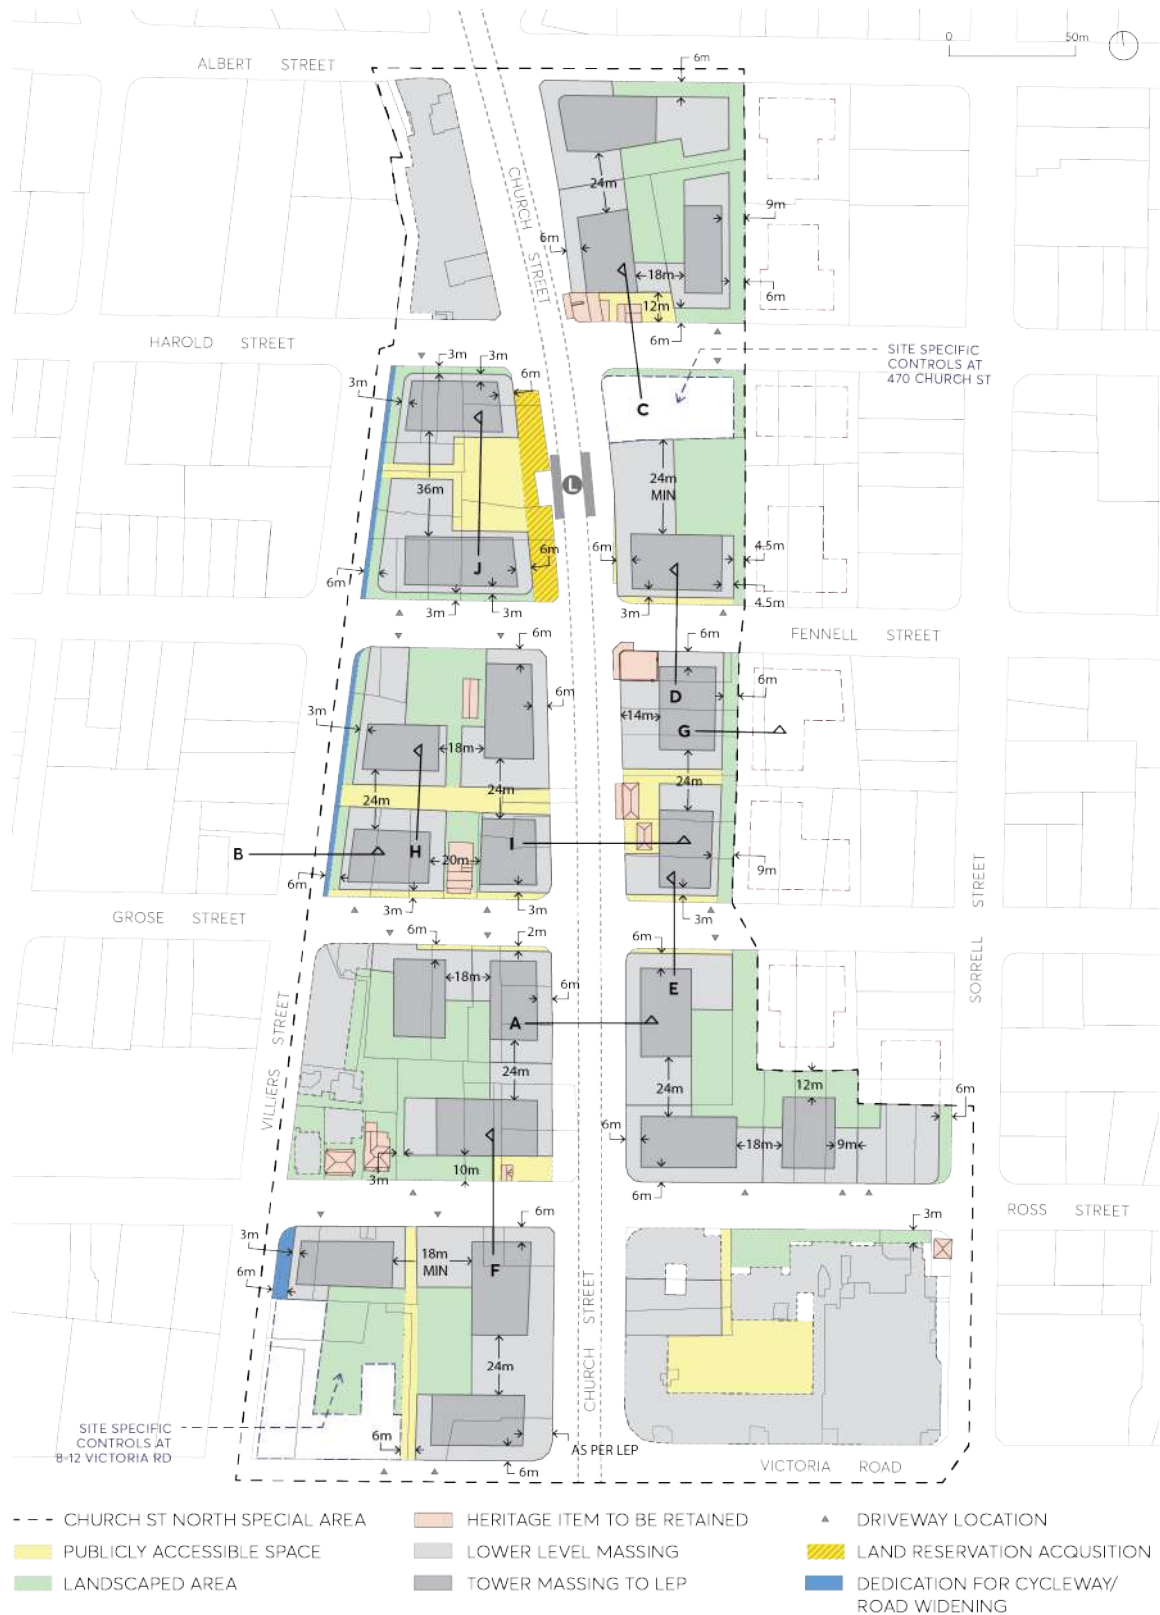 0 50m
ALBERT STREET
6m
CHURCH STREET
24m
9m
6m
18m
6m
12m
6m
HAROLD STREET
3m 3m
6m
3m
SITE SPECIFIC
CONTROLS AT
470 CHURCH ST
C
36m
L
24m
MIN
J
6m
6m
4.5m
6m
3m 3m
3m
4.5m
FENNELL STREET
6m
6m
6m
6m
3m
D
14m
G
18m
24m
24m
24m
B
H
I
20m
9m
6m
3m
3m
3m
GROSE STREET
6m
2m
6m
18m
6m
E
A
SORRELL STREET
VILLIERS STREET
24m
24m
12m
6m
6m
18m
9m
10m
3m
6m
ROSS STREET
6m
3m
3m
18m
MIN
F
6m
24m
CHURCH STREET
SITE SPECIFIC
CONTROLS AT
8-12 VICTORIA RD
6m
AS PER LEP
6m
VICTORIA ROAD
CHURCH ST NORTH SPECIAL AREA
PUBLICLY ACCESSIBLE SPACE
LANDSCAPED AREA
HERITAGE ITEM TO BE RETAINED
LOWER LEVEL MASSING
TOWER MASSING TO LEP
DRIVEWAY LOCATION
LAND RESERVATION ACQUSITION
DEDICATION FOR CYCLEWAY/
ROAD WIDENING